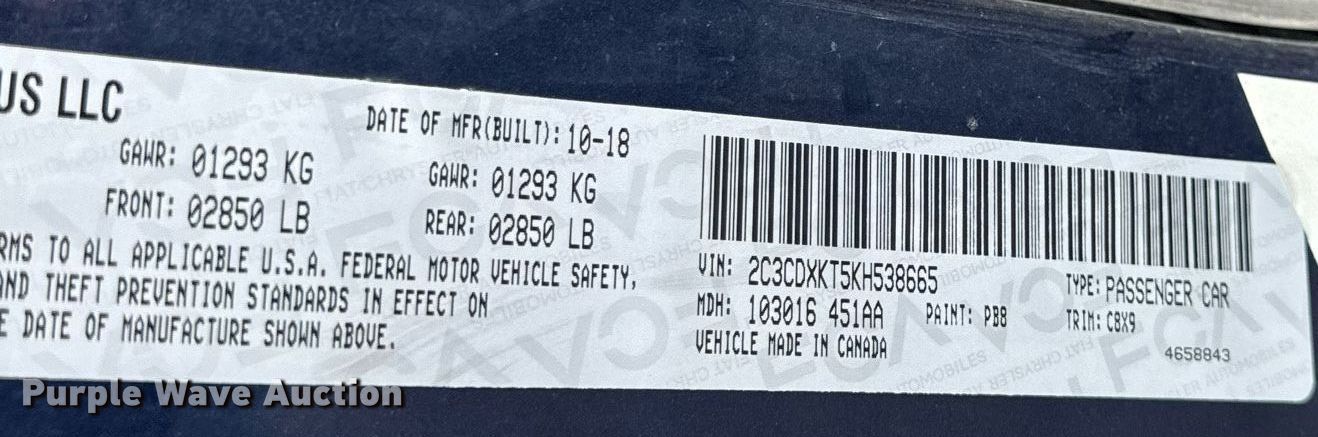 US LLC
DATE OF MFR(BUILT): 10-18
GAWR: 01293 KG
FRONT: 02850 LB
GAWR: 01293 KG
REAR: 02850 LB
RMS TO ALL APPLICABLE U.S.A. FEDERAL MOTOR VEHICLE SAFETY,
AND THEFT PREVENTION STANDARDS IN EFFECT ON
E DATE OF MANUFACTURE SHOWN ABOVE.
VIN: 2C3CDXKT5KH538665
TYPE: PASSENGER CAR
MDH: 103016 451AA
PAINT: PB8
TRIM: C8X9
VEHICLE MADE IN CANADA
4658843
Purple Wave Auction